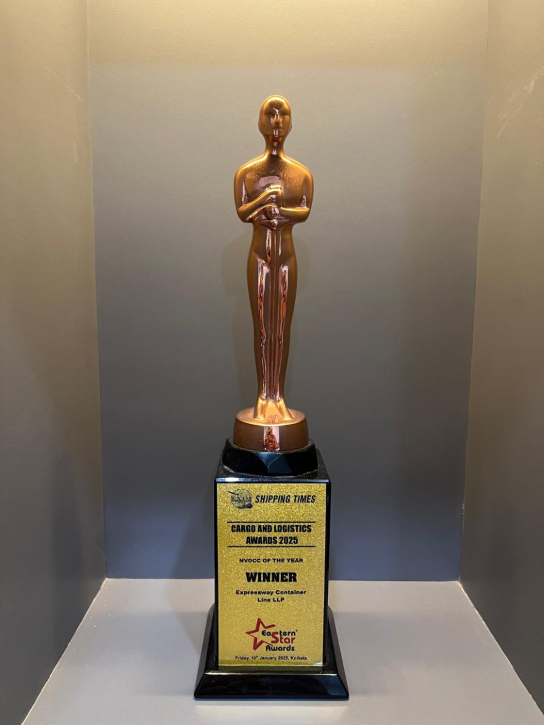 SHIPPING TIMES
CARGO AND LOGISTICS
AWARDS 2025
NVOCC OF THE YEAR
WINNER
Expressway Container
Line LLP
Eastern
Star
Awards
Friday, 10th January 2025, Kolkata